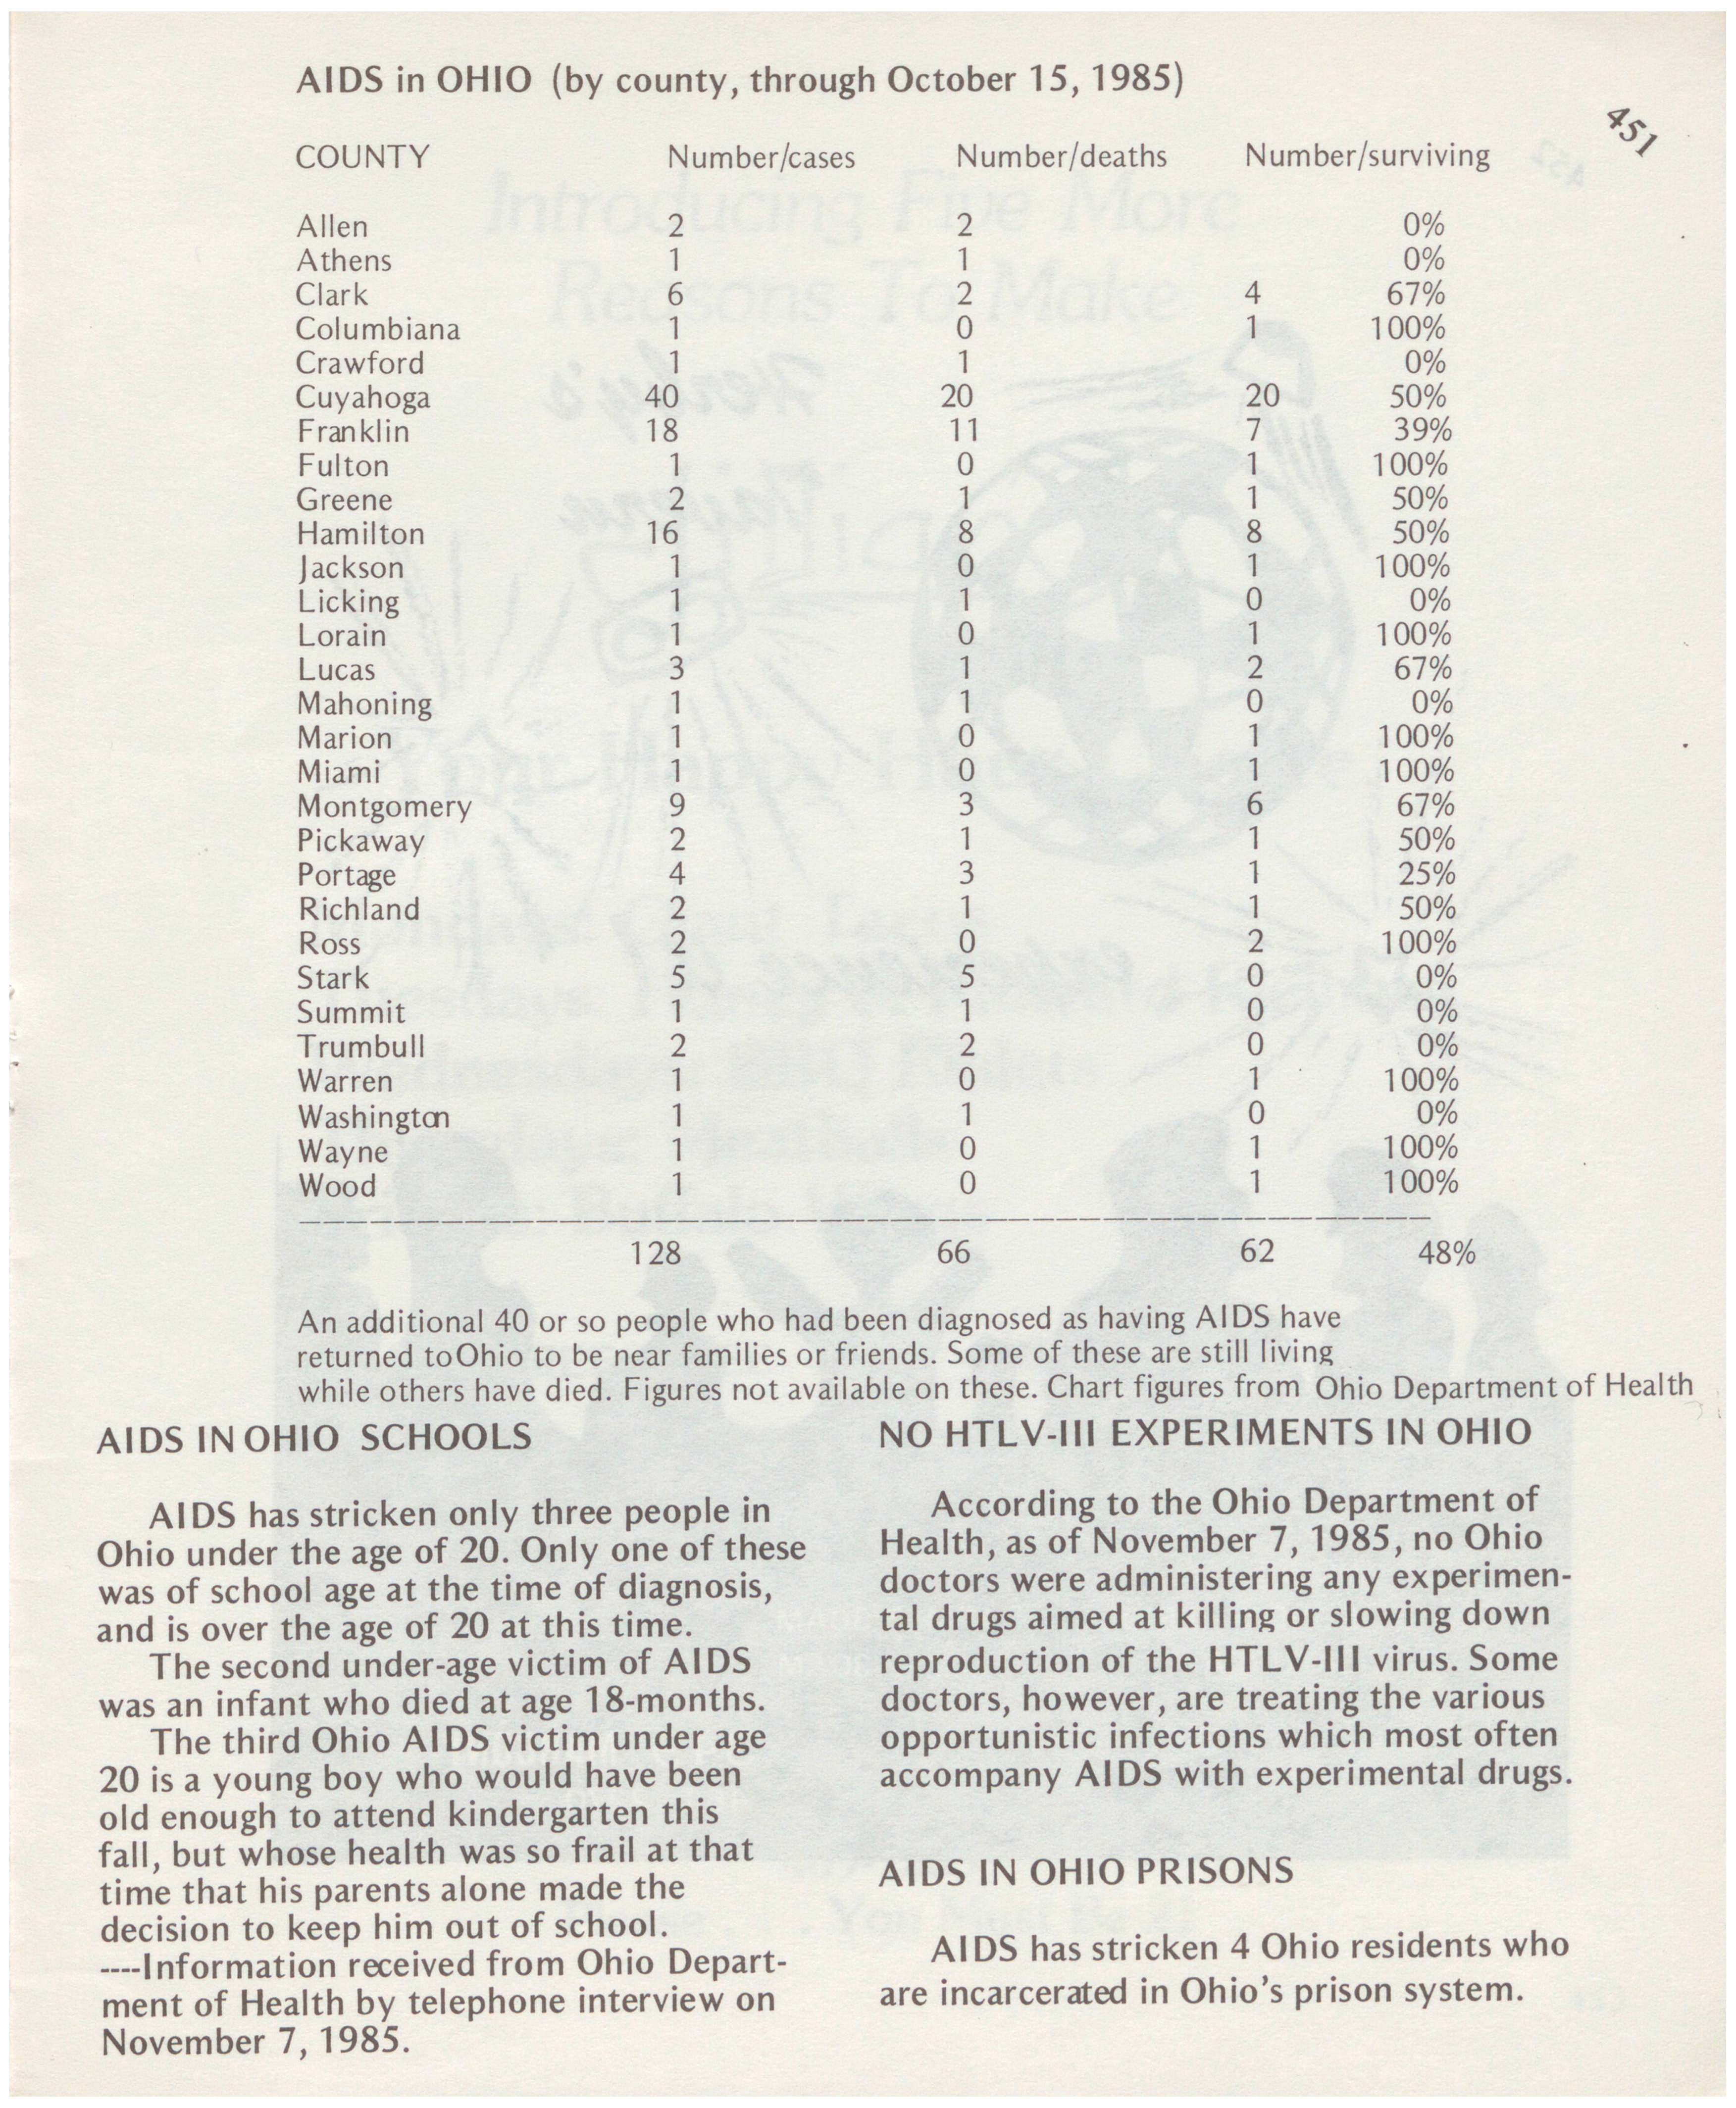 AIDS in OHIO (by county, through October 15, 1985)
451
COUNTY Number/cases Number/deaths Number/surviving
Allen 2 2 0%
Athens 1 1 0%
Clark 6 2 4 67%
Columbiana 1 0 1 100%
Crawford 1 1 0%
Cuyahoga 40 20 20 50%
Franklin 18 11 7 39%
Fulton 1 0 1 100%
Greene 2 1 1 50%
Hamilton 16 8 8 50%
Jackson 1 0 1 100%
Licking 1 1 0 0%
Lorain 1 0 1 100%
Lucas 3 1 2 67%
Mahoning 1 1 0 0%
Marion 1 0 1 100%
Miami 1 0 1 100%
Montgomery 9 3 6 67%
Pickaway 2 1 1 50%
Portage 4 3 1 25%
Richland 2 1 1 50%
Ross 2 0 2 100%
Stark 5 5 0 0%
Summit 1 1 0 0%
Trumbull 2 2 0 0%
Warren 1 0 1 100%
Washington 1 1 0 0%
Wayne 1 0 1 100%
Wood 1 0 1 100%
128 66 62 48%
An additional 40 or so people who had been diagnosed as having AIDS have
returned toOhio to be near families or friends. Some of these are still living
while others have died. Figures not available on these. Chart figures from Ohio Department of Health
AIDS IN OHIO SCHOOLS
AIDS has stricken only three people in
Ohio under the age of 20. Only one of these
was of school age at the time of diagnosis,
and is over the age of 20 at this time.
The second under-age victim of AIDS
was an infant who died at age 18-months.
The third Ohio AIDS victim under age
20 is a young boy who would have been
old enough to attend kindergarten this
fall, but whose health was so frail at that
time that his parents alone made the
decision to keep him out of school.
----Information received from Ohio Depart-
ment of Health by telephone interview on
November 7, 1985.
NO HTLV-III EXPERIMENTS IN OHIO
According to the Ohio Department of
Health, as of November 7, 1985, no Ohio
doctors were administering any experimen-
tal drugs aimed at killing or slowing down
reproduction of the HTLV-III virus. Some
doctors, however, are treating the various
opportunistic infections which most often
accompany AIDS with experimental drugs.
AIDS IN OHIO PRISONS
AIDS has stricken 4 Ohio residents who
are incarcerated in Ohio's prison system.